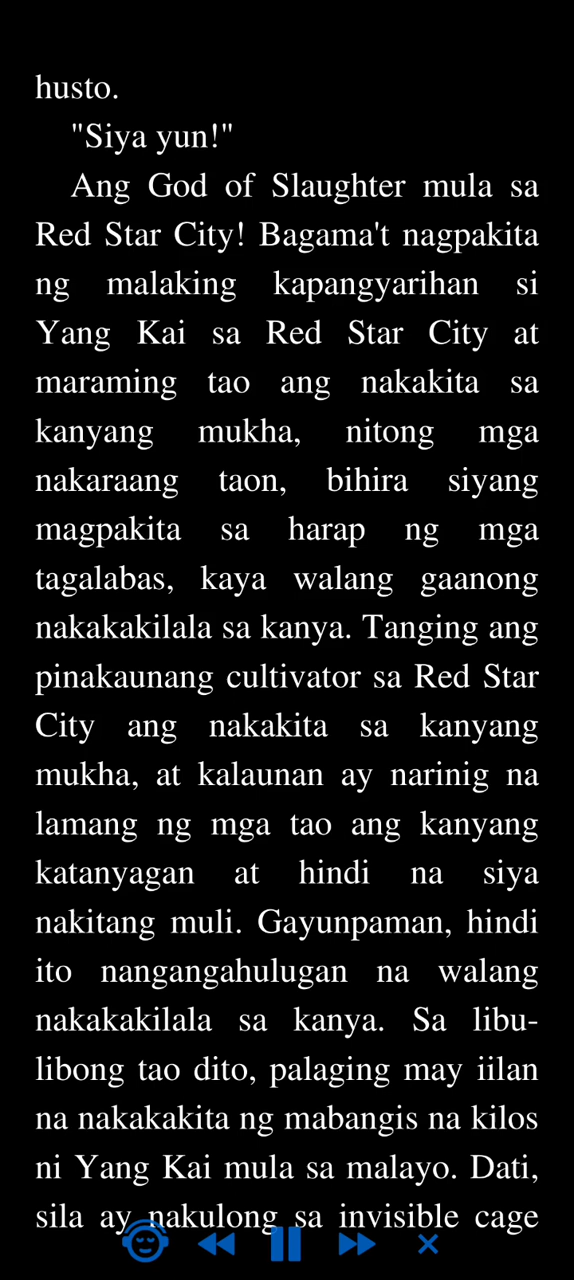 husto.
"Siya yun!"
Ang God of Slaughter mula sa
Red Star City! Bagama't nagpakita
ng malaking kapangyarihan si
Yang Kai sa Red Star City at
maraming tao ang nakakita sa
kanyang mukha, nitong mga
nakaraang taon, bihira siyang
magpakita sa harap ng mga
tagalabas, kaya walang gaanong
nakakakilala sa kanya. Tanging ang
pinakaunang cultivator sa Red Star
City ang nakakita sa kanyang
mukha, at kalaunan ay narinig na
lamang ng mga tao ang kanyang
katanyagan at hindi na siya
nakitang muli. Gayunpaman, hindi
ito nangangahulugan na walang
nakakakilala sa kanya. Sa libu-
libong tao dito, palaging may iilan
na nakakakita ng mabangis na kilos
ni Yang Kai mula sa malayo. Dati,
sila ay nakulong sa invisible cage